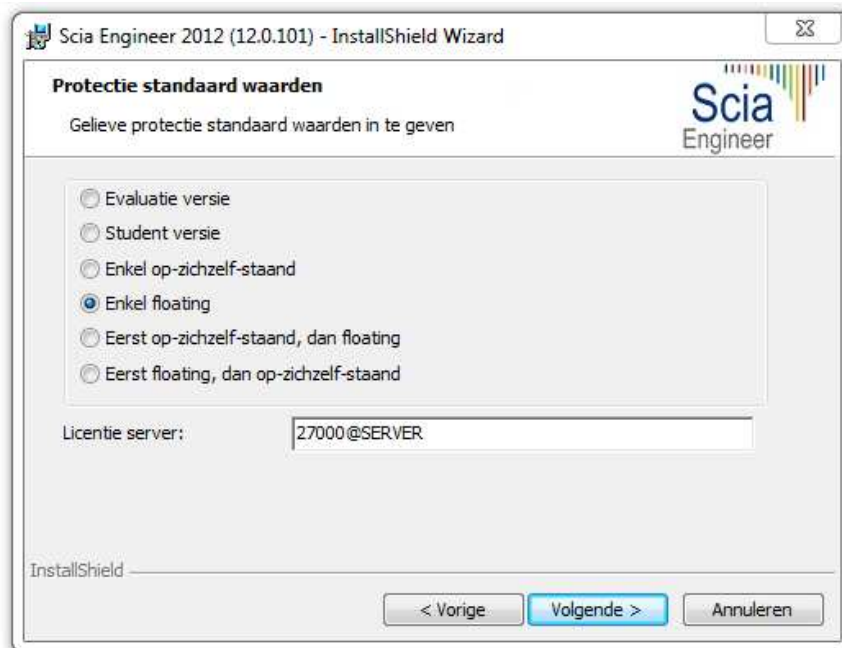 Scia Engineer 2012 (12.0.101) - InstallShield Wizard
Protectie standaard waarden
Gelieve protectie standaard waarden in te geven
Scia
Engineer
Evaluatie versie
Student versie
Enkel op-zichzelf-staand
Enkel floating
Eerst op-zichzelf-staand, dan floating
Eerst floating, dan op-zichzelf-staand
Licentie server:
27000@SERVER
InstallShield
< Vorige
Volgende >
Annuleren